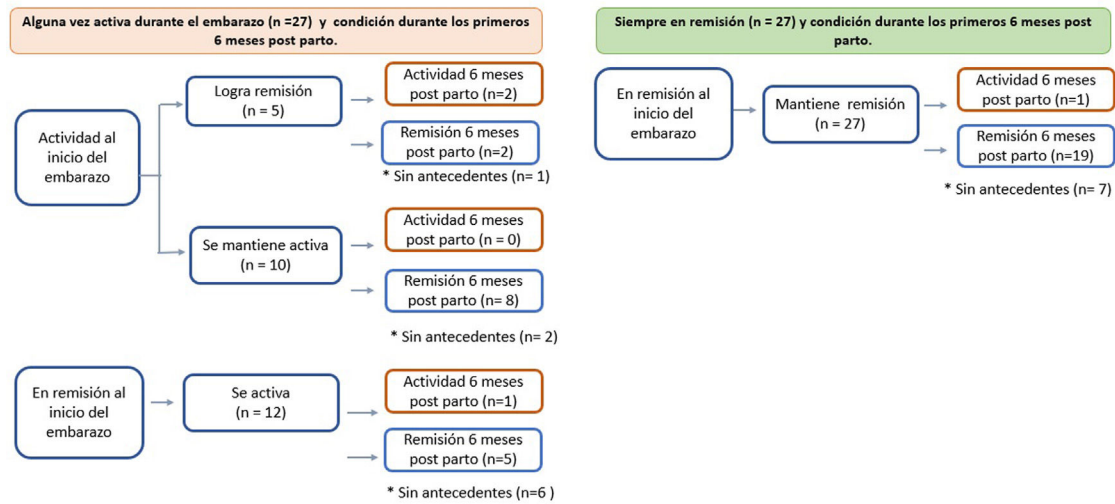 Alguna vez activa durante el embarazo (n =27) y condición durante los primeros
6 meses post parto.
Actividad al
inicio del
embarazo
Logra remisión
(n = 5)
Actividad 6 meses
post parto (n=2)
Remisión 6 meses
post parto (n=2)
* Sin antecedentes (n= 1)
Se mantiene activa
(n = 10)
Actividad 6 meses
post parto (n = 0)
Remisión 6 meses
post parto (n= 8)
* Sin antecedentes (n= 2)
En remisión al
inicio del
embarazo
Se activa
(n = 12)
Actividad 6 meses
post parto (n=1)
Remisión 6 meses
post parto (n=5)
* Sin antecedentes (n=6 )
Siempre en remisión (n = 27) y condición durante los primeros 6 meses post
parto.
En remisión al
inicio del
embarazo
Mantiene remisión
(n = 27)
Actividad 6 meses
post parto (n=1)
Remisión 6 meses
post parto (n=19)
* Sin antecedentes (n= 7)